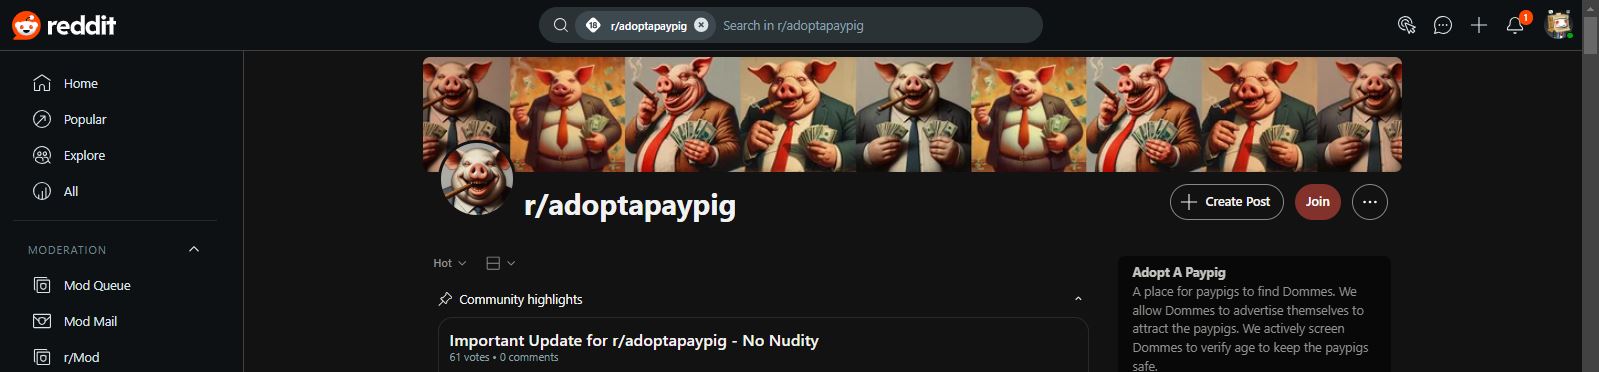 reddit
18 r/adoptapaypig
Search in r/adoptapaypig
1
Home
Popular
Explore
All
MODERATION
Mod Queue
Mod Mail
r/Mod
r/adoptapaypig
Create Post
Join
Hot
Community highlights
Important Update for r/adoptapaypig - No Nudity
61 votes • 0 comments
Adopt A Paypig
A place for paypigs to find Dommes. We
allow Dommes to advertise themselves to
attract the paypigs. We actively screen
Dommes to verify age to keep the paypigs
safe.